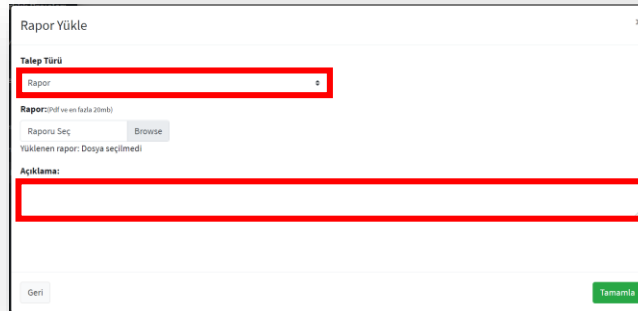 Rapor Yükle
Talep Türü
Rapor
Rapor:(Pdf ve en fazla 20mb)
Raporu Seç Browse
Yüklenen rapor: Dosya seçilmedi
Açıklama:
Geri Tamamla